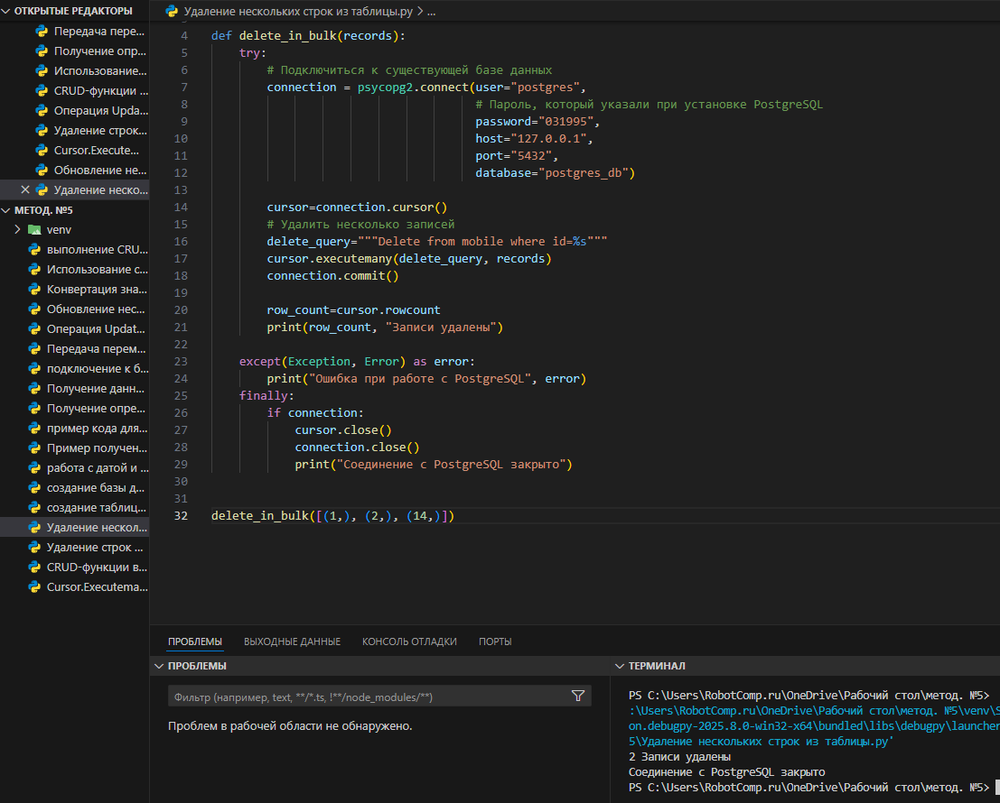 ОТКРЫТЫЕ РЕДАКТОРЫ
Передача пере...
Получение опр...
Использование...
CRUD-функции ...
Операция Upda...
Удаление строк...
Cursor.Execute...
Обновление не...
Удаление неско...
МЕТОД. №5
venv
выполнение CRU...
Использование с...
Конвертация зна...
Обновление нес...
Операция Updat...
Передача перем...
подключение к б...
Получение данн...
Получение опре...
пример кода для...
Пример получен...
работа с датой и ...
создание базы д...
создание таблиц...
Удаление нескол...
Удаление строк ...
CRUD-функции в...
Cursor.Executema...
Удаление нескольких строк из таблицы.py > ...
4 def delete_in_bulk(records):
5 try:
6 # Подключиться к существующей базе данных
7 connection = psycopg2.connect(user="postgres",
8 # Пароль, который указали при установке PostgreSQL
9 password="031995",
10 host="127.0.0.1",
11 port="5432",
12 database="postgres_db")
13
14 cursor=connection.cursor()
15 # Удалить несколько записей
16 delete_query="""Delete from mobile where id=%s"""
17 cursor.executemany(delete_query, records)
18 connection.commit()
19
20 row_count=cursor.rowcount
21 print(row_count, "Записи удалены")
22
23 except(Exception, Error) as error:
24 print("Ошибка при работе с PostgreSQL", error)
25 finally:
26 if connection:
27 cursor.close()
28 connection.close()
29 print("Соединение с PostgreSQL закрыто")
30
31
32 delete_in_bulk([(1,), (2,), (14,)])
ПРОБЛЕМЫ ВЫХОДНЫЕ ДАННЫЕ КОНСОЛЬ ОТЛАДКИ ПОРТЫ
ПРОБЛЕМЫ
Фильтр (например, text, **/*.ts, !**/node_modules/**)
Проблем в рабочей области не обнаружено.
ТЕРМИНАЛ
PS C:\Users\RobotComp.ru\OneDrive\Рабочий стол\метод. №5>
:\Users\RobotComp.ru\OneDrive\Рабочий стол\метод. №5\venv\S
on.debugpy-2025.8.0-win32-x64\bundled\libs\debugpy\launcher
5\Удаление нескольких строк из таблицы.py'
2 Записи удалены
Соединение с PostgreSQL закрыто
PS C:\Users\RobotComp.ru\OneDrive\Рабочий стол\метод. №5>